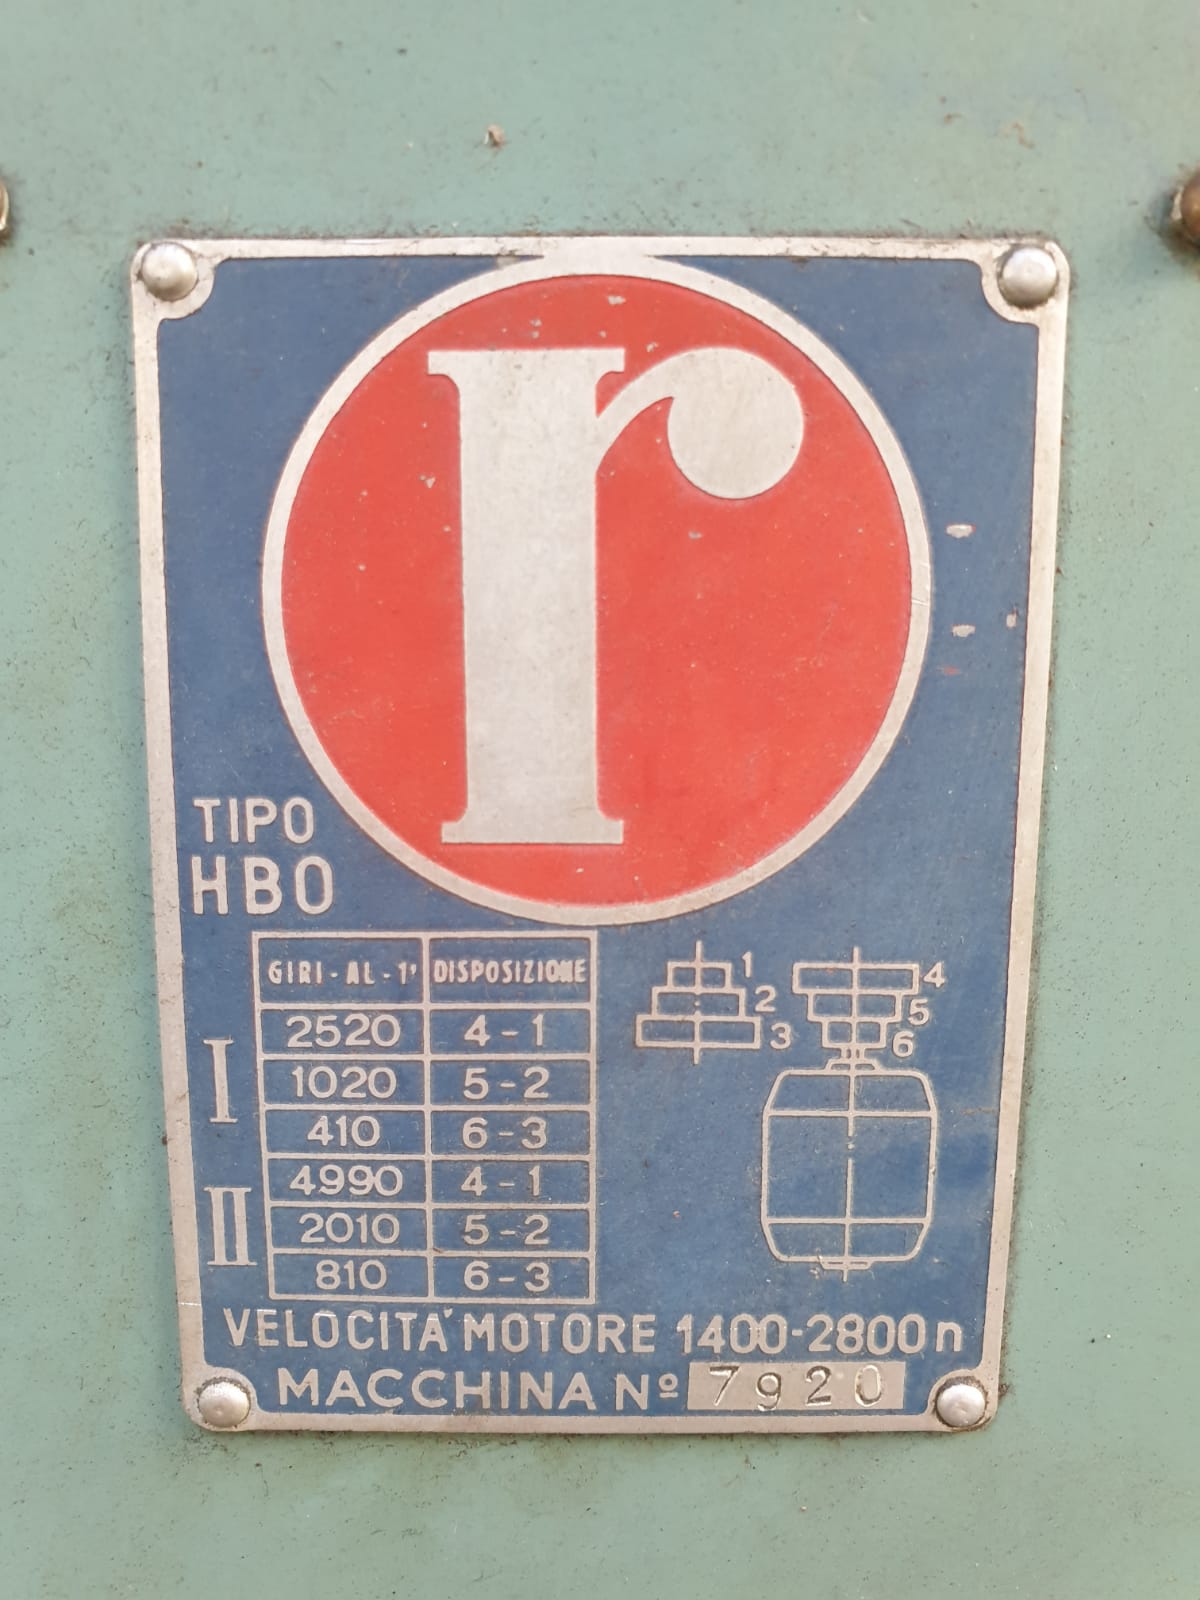 r
TIPO
HBO
GIRI-AL-1' DISPOSIZIONE
I
2520 4-1
1020 5-2
410 6-3
II
4990 4-1
2010 5-2
810 6-3
1
2
3
4
5
6
VELOCITA' MOTORE 1400-2800n
MACCHINA Nº 7920